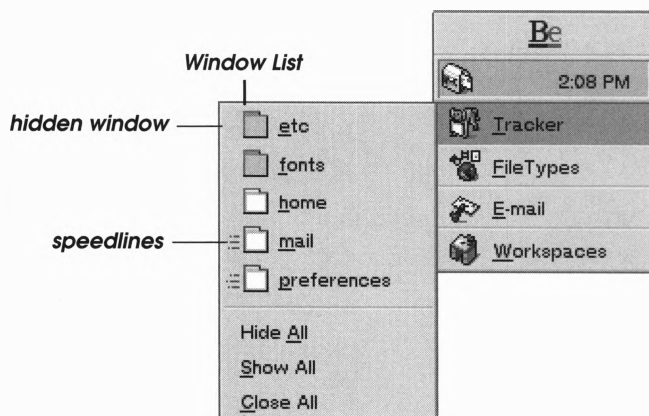 Be
Window List
2:08 PM
hidden window
etc
Tracker
fonts
FileTypes
home
E-mail
speedlines
mail
Workspaces
preferences
Hide All
Show All
Close All